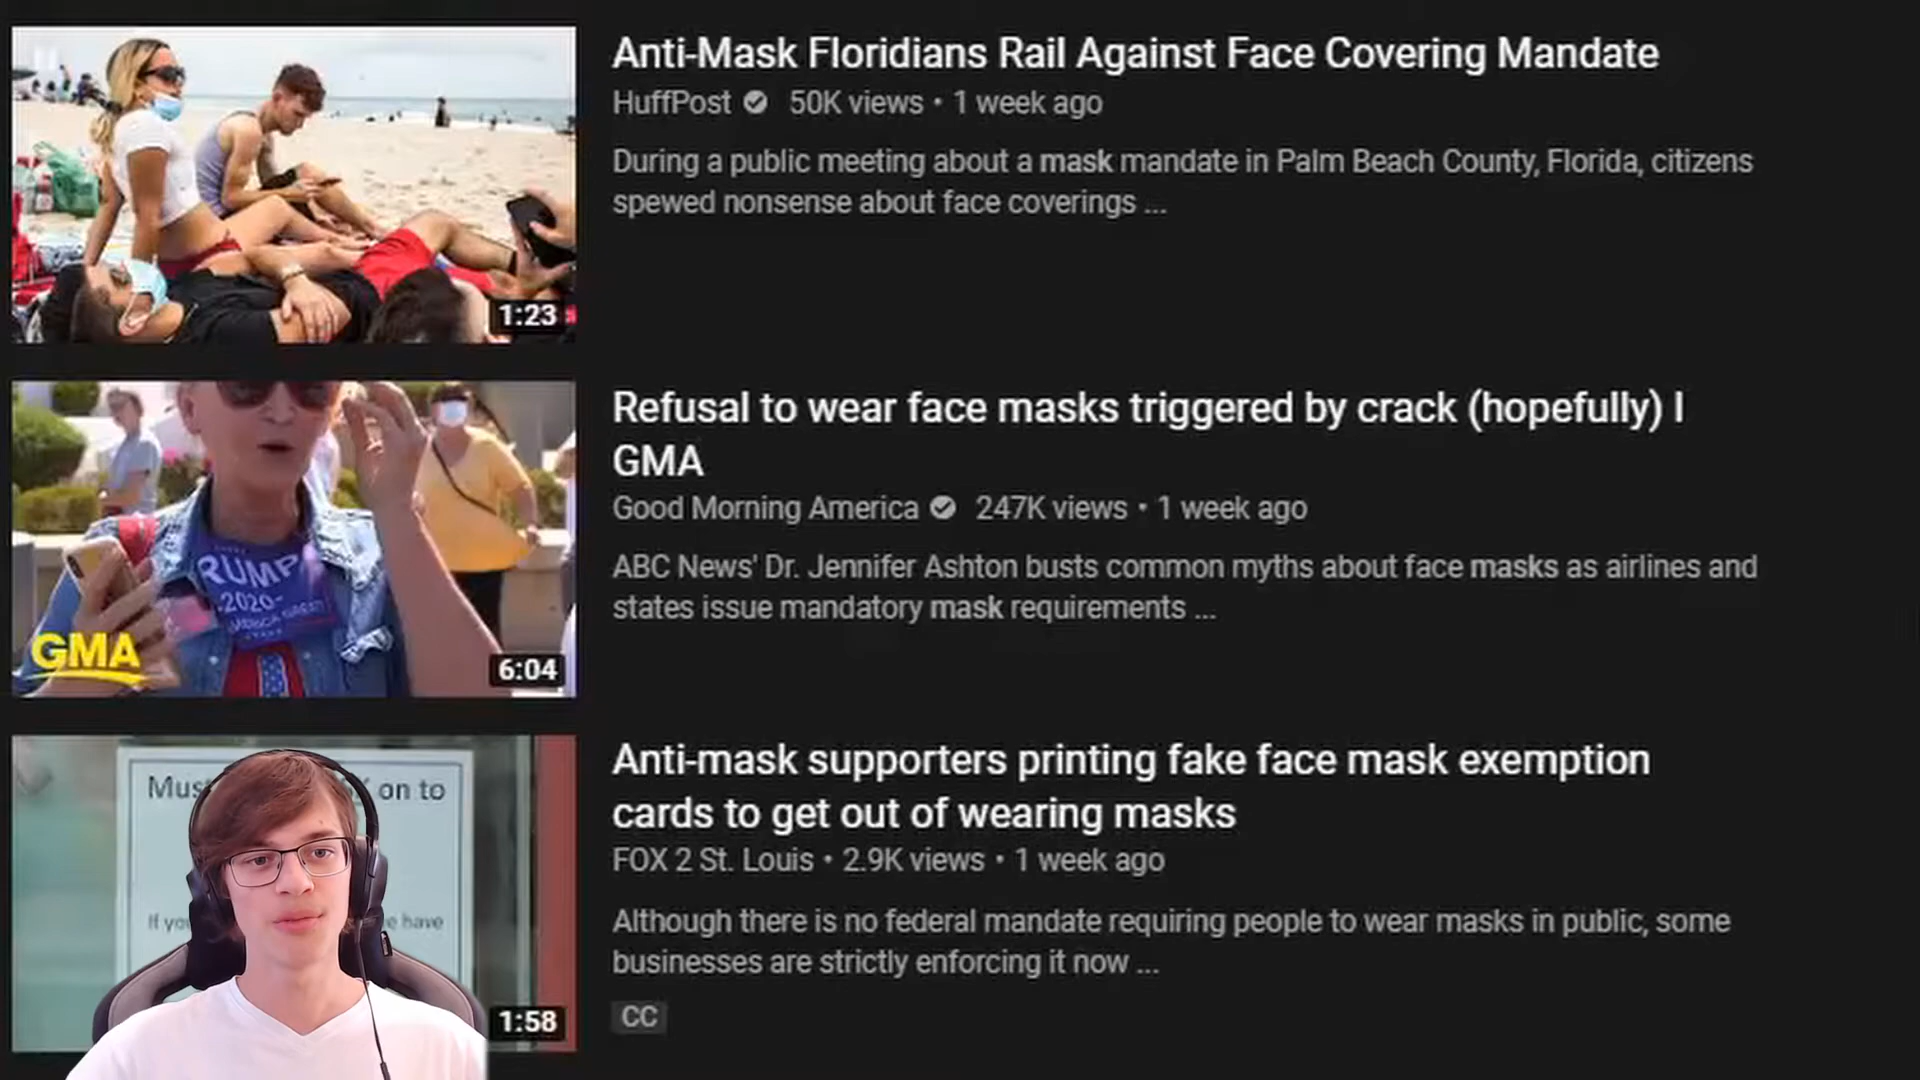 Anti-Mask Floridians Rail Against Face Covering Mandate
HuffPost 50K views • 1 week ago
During a public meeting about a mask mandate in Palm Beach County, Florida, citizens
spewed nonsense about face coverings ...
1:23
Refusal to wear face masks triggered by crack (hopefully) I
GMA
Good Morning America 247K views • 1 week ago
ABC News' Dr. Jennifer Ashton busts common myths about face masks as airlines and
states issue mandatory mask requirements ...
RUMP
2020
GMA
6:04
Anti-mask supporters printing fake face mask exemption
cards to get out of wearing masks
FOX 2 St. Louis • 2.9K views • 1 week ago
Although there is no federal mandate requiring people to wear masks in public, some
businesses are strictly enforcing it now ...
CC
on to
have
1:58